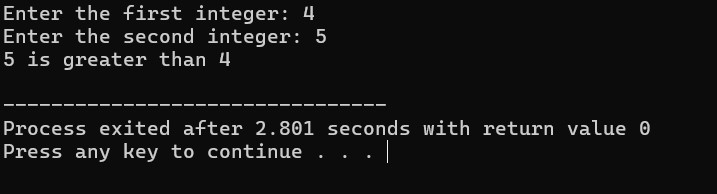 Enter the first integer: 4
Enter the second integer: 5
5 is greater than 4
--------------------------------
Process exited after 2.801 seconds with return value 0
Press any key to continue . . .